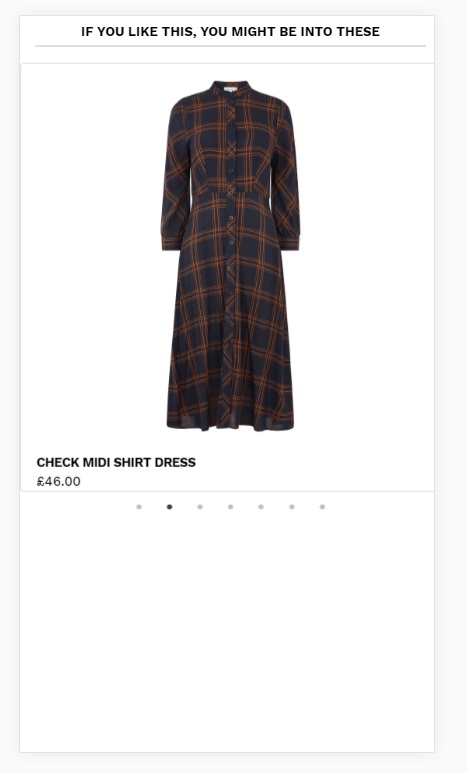 IF YOU LIKE THIS, YOU MIGHT BE INTO THESE
CHECK MIDI SHIRT DRESS
£46.00